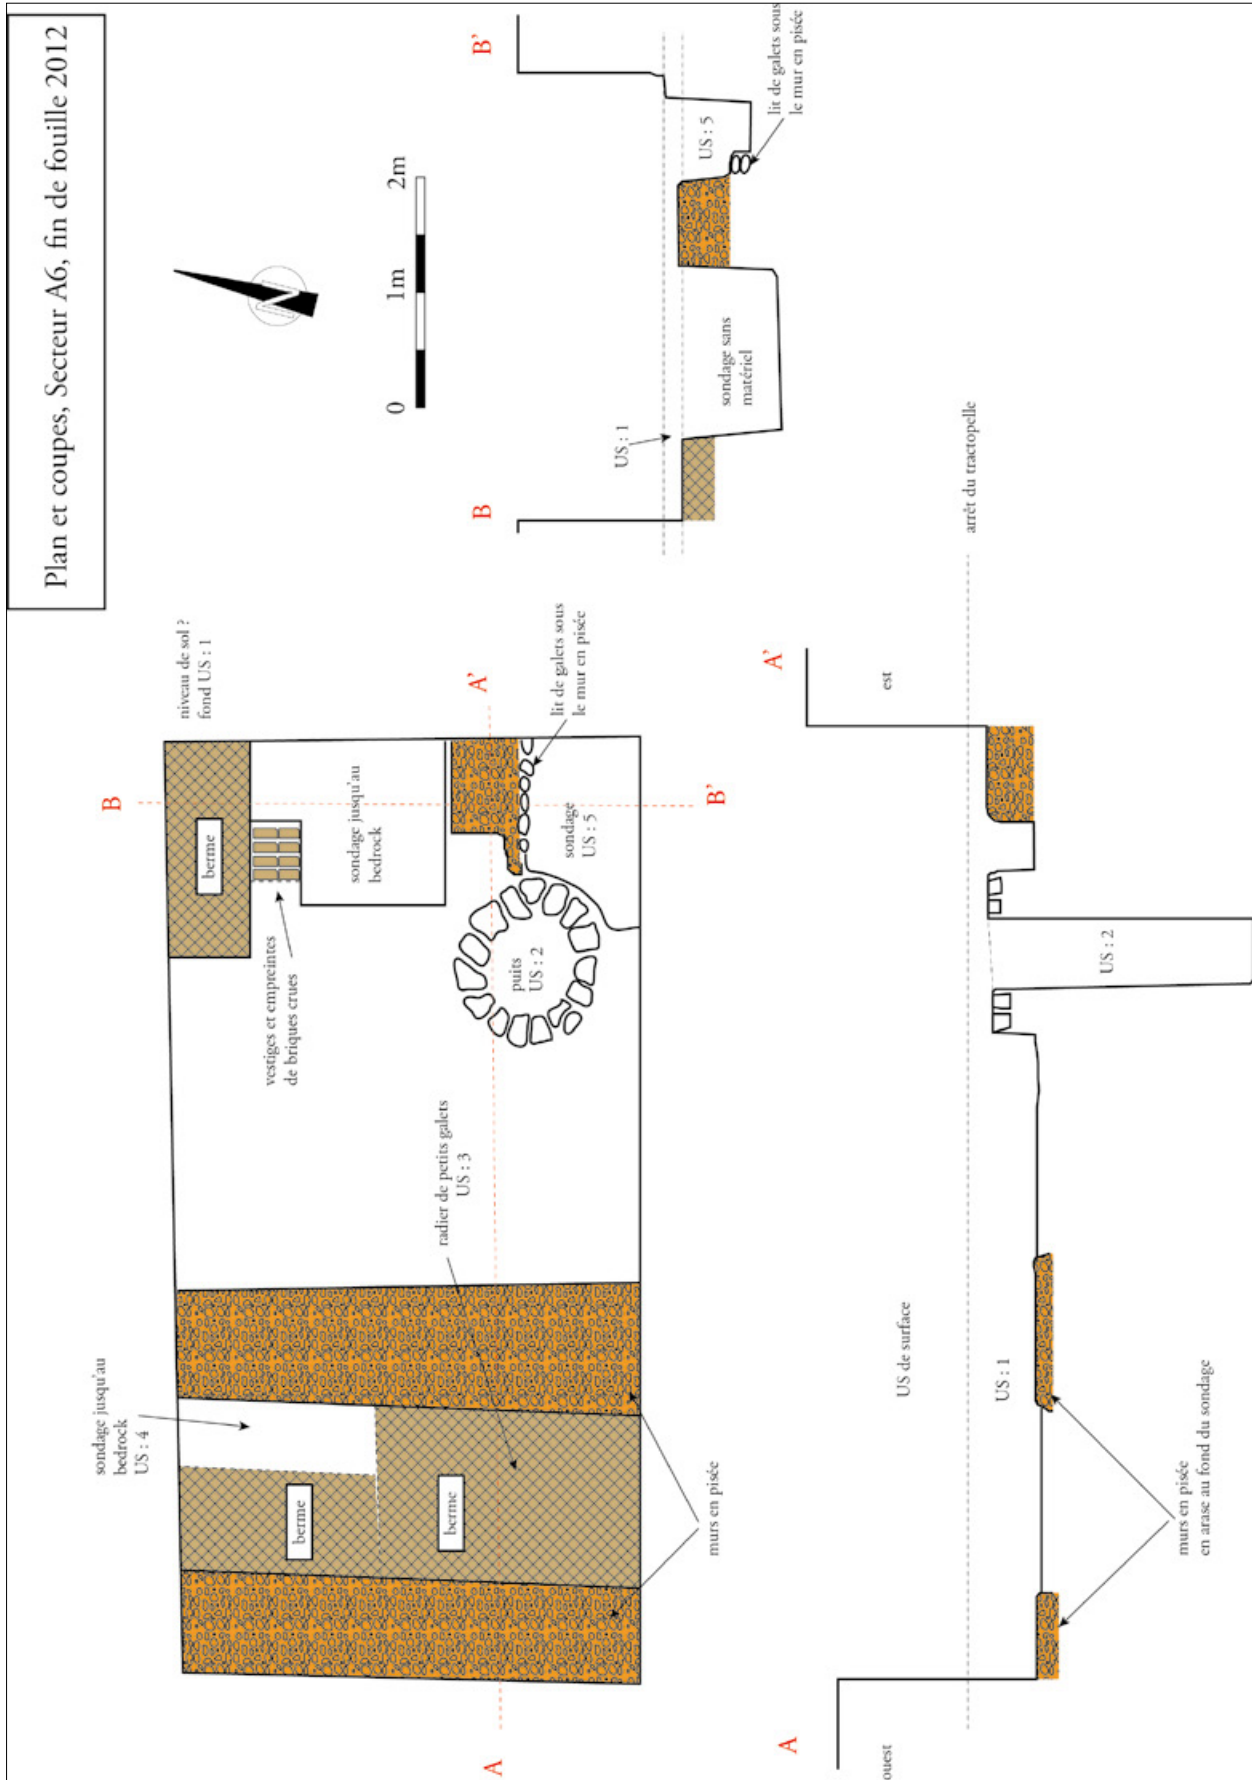 Plan et coupes, Secteur A6, fin de fouille 2012
sondage jusqu'au
bedrock
US : 4
berme
berme
murs en pisée
radier de petits galets
US : 3
vestiges et empreintes
de briques crues
berme
sondage jusqu'au
bedrock
puits
US : 2
sondage
US : 5
lit de galets sous
le mur en pisée
niveau de sol ?
fond US : 1
A
A'
B
B'
N
0
1m
2m
B
B'
US : 1
sondage sans
matériel
US : 5
lit de galets sous
le mur en pisée
A
A'
ouest
est
arrêt du tractopelle
US de surface
US : 1
US : 2
murs en pisée
en arase au fond du sondage